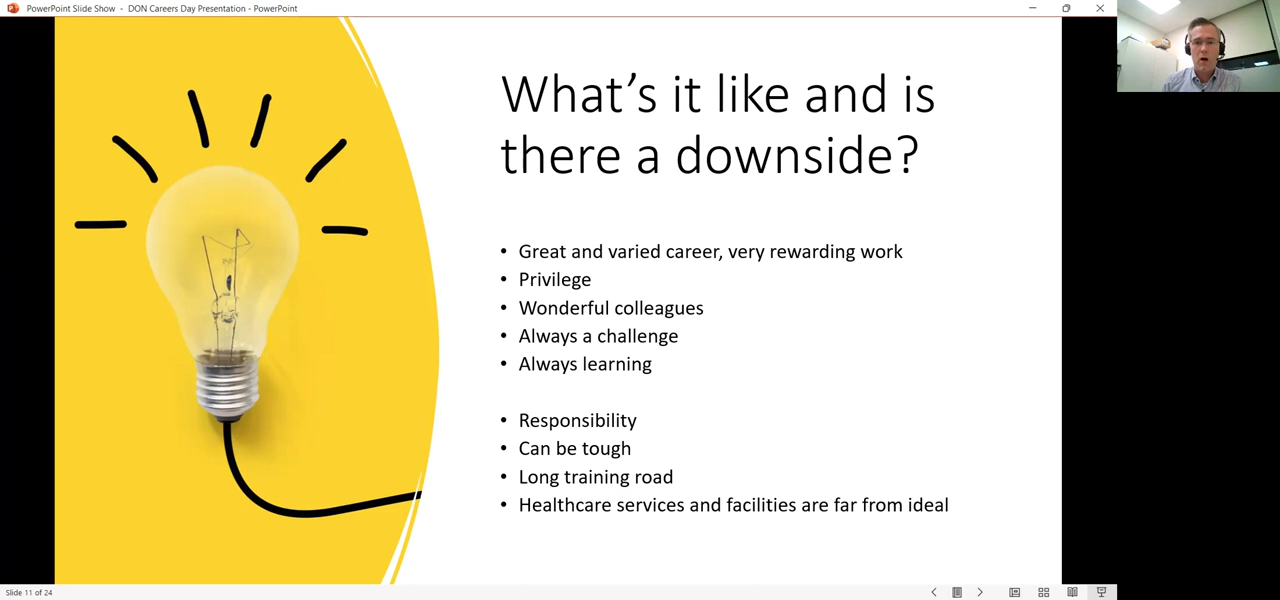 PowerPoint Slide Show - DON Careers Day Presentation - PowerPoint
What's it like and is
there a downside?
• Great and varied career, very rewarding work
• Privilege
• Wonderful colleagues
• Always a challenge
• Always learning
• Responsibility
• Can be tough
• Long training road
• Healthcare services and facilities are far from ideal
Slide 11 of 24